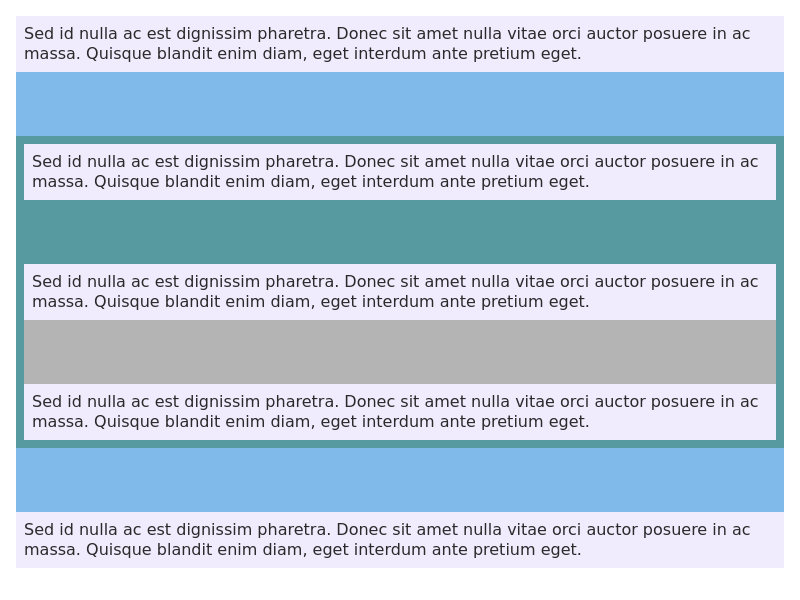 Sed id nulla ac est dignissim pharetra. Donec sit amet nulla vitae orci auctor posuere in ac
massa. Quisque blandit enim diam, eget interdum ante pretium eget.
Sed id nulla ac est dignissim pharetra. Donec sit amet nulla vitae orci auctor posuere in ac
massa. Quisque blandit enim diam, eget interdum ante pretium eget.
Sed id nulla ac est dignissim pharetra. Donec sit amet nulla vitae orci auctor posuere in ac
massa. Quisque blandit enim diam, eget interdum ante pretium eget.
Sed id nulla ac est dignissim pharetra. Donec sit amet nulla vitae orci auctor posuere in ac
massa. Quisque blandit enim diam, eget interdum ante pretium eget.
Sed id nulla ac est dignissim pharetra. Donec sit amet nulla vitae orci auctor posuere in ac
massa. Quisque blandit enim diam, eget interdum ante pretium eget.